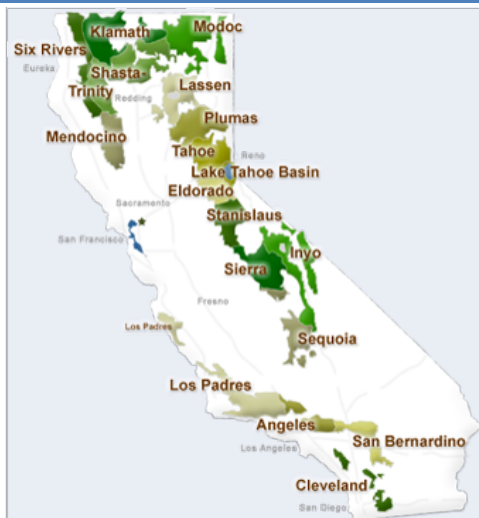 Klamath
Modoc
Six Rivers
Eureka
Shasta-
Trinity
Redding
Lassen
Plumas
Mendocino
Tahoe
Reno
Lake Tahoe Basin
Eldorado
Sacramento
Stanislaus
San Francisco
Inyo
Sierra
Fresno
Los Padres
Sequoia
Los Padres
Angeles
San Bernardino
Los Angeles
Cleveland
San Diego